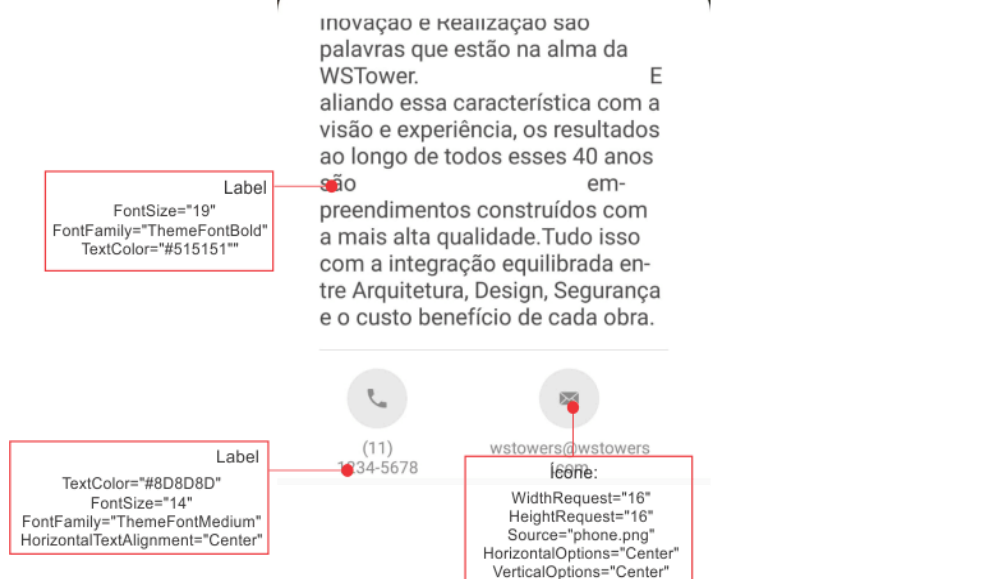 Inovação e Realização são
palavras que estão na alma da
WSTower. E
aliando essa característica com a
visão e experiência, os resultados
ao longo de todos esses 40 anos
são em-
preendimentos construídos com
a mais alta qualidade.Tudo isso
com a integração equilibrada en-
tre Arquitetura, Design, Segurança
e o custo benefício de cada obra.
Label
FontSize="19"
FontFamily="ThemeFontBold"
TextColor="#515151""
(11)
1234-5678
wstowers@wstowers
.com
Label
TextColor="#8D8D8D"
FontSize="14"
FontFamily="ThemeFontMedium"
HorizontalTextAlignment="Center"
Ícone:
WidthRequest="16"
HeightRequest="16"
Source="phone.png"
HorizontalOptions="Center"
VerticalOptions="Center"